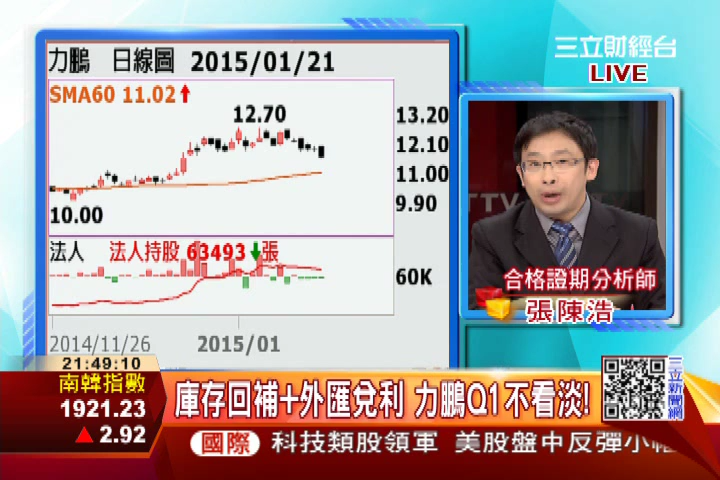 力鵬 日線圖 2015/01/21
SMA60 11.02
12.70
10.00
13.20
12.10
11.00
9.90
法人 法人持股 63493 張
60K
2014/11/26 2015/01
三立財經台
LIVE
TTV
合格證期分析師
張陳浩
21:49:10
南韓指數
1921.23
▲ 2.92
庫存回補+外匯兌利 力鵬Q1不看淡!
國際 科技類股領軍 美股盤中反彈小
三立新聞網